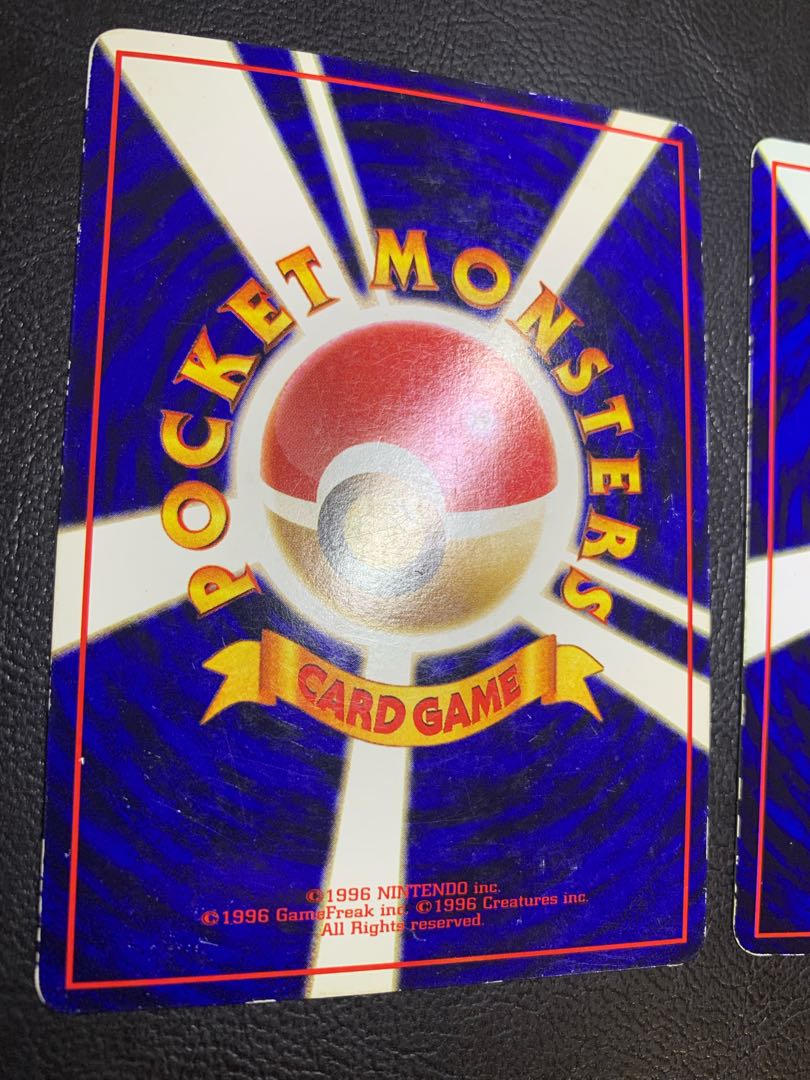 POCKET MONSTERS
CARD GAME
©1996 NINTENDO inc.
©1996 GameFreak inc. ©1996 Creatures inc.
All Rights reserved.